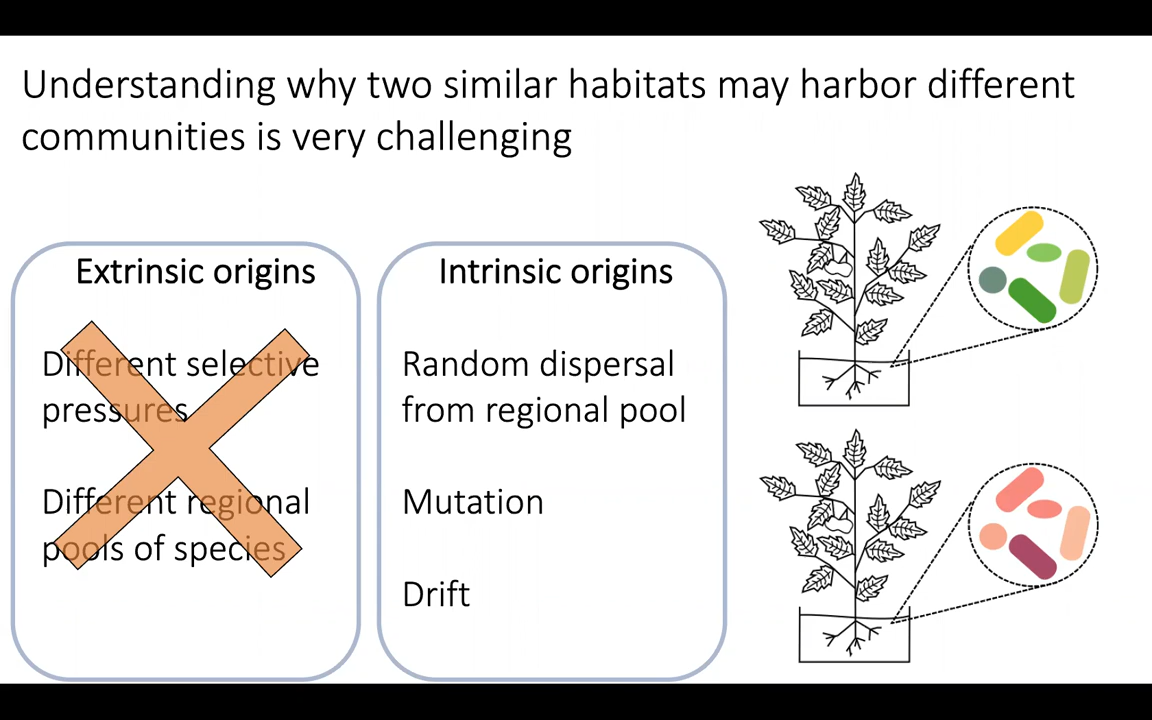 Understanding why two similar habitats may harbor different
communities is very challenging
Extrinsic origins
Different selective
pressures
Different regional
pools of species
Intrinsic origins
Random dispersal
from regional pool
Mutation
Drift